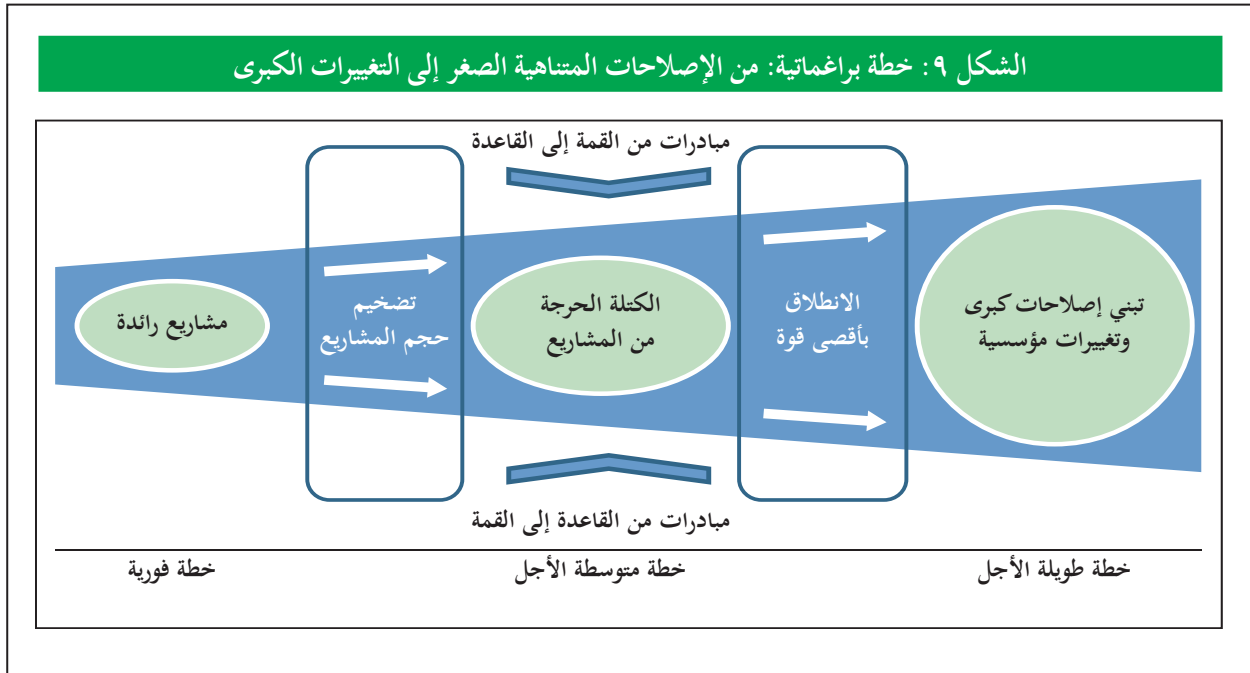 الشكل ٩: خطة براغماتية: من الإصلاحات المتناهية الصغر إلى التغييرات الكبرى
مبادرات من القمة إلى القاعدة
مشاريع رائدة
تضخيم
حجم المشاريع
الكتلة الحرجة
من المشاريع
الانطلاق
بأقصى قوة
تبني إصلاحات كبرى
وتغييرات مؤسسية
مبادرات من القاعدة إلى القمة
خطة فورية
خطة متوسطة الأجل
خطة طويلة الأجل